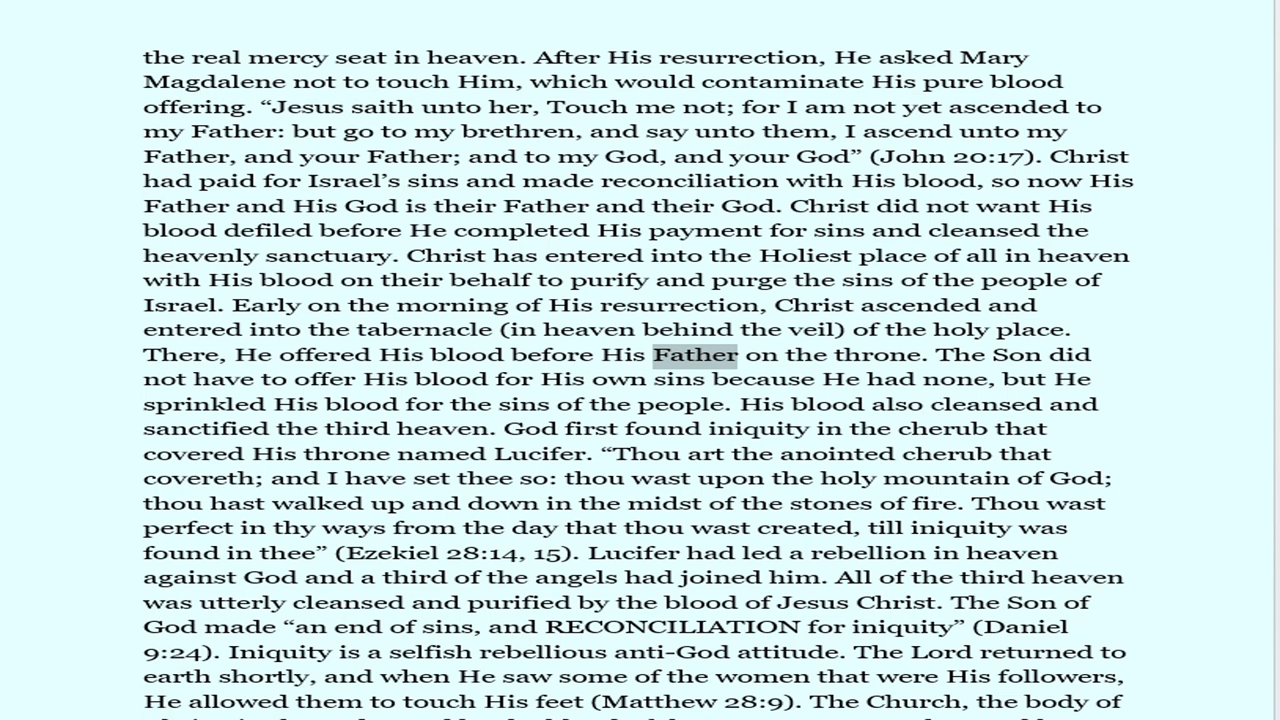 the real mercy seat in heaven. After His resurrection, He asked Mary
Magdalene not to touch Him, which would contaminate His pure blood
offering. “Jesus saith unto her, Touch me not; for I am not yet ascended to
my Father: but go to my brethren, and say unto them, I ascend unto my
Father, and your Father; and to my God, and your God” (John 20:17). Christ
had paid for Israel’s sins and made reconciliation with His blood, so now His
Father and His God is their Father and their God. Christ did not want His
blood defiled before He completed His payment for sins and cleansed the
heavenly sanctuary. Christ has entered into the Holiest place of all in heaven
with His blood on their behalf to purify and purge the sins of the people of
Israel. Early on the morning of His resurrection, Christ ascended and
entered into the tabernacle (in heaven behind the veil) of the holy place.
There, He offered His blood before His Father on the throne. The Son did
not have to offer His blood for His own sins because He had none, but He
sprinkled His blood for the sins of the people. His blood also cleansed and
sanctified the third heaven. God first found iniquity in the cherub that
covered His throne named Lucifer. “Thou art the anointed cherub that
covereth; and I have set thee so: thou wast upon the holy mountain of God;
thou hast walked up and down in the midst of the stones of fire. Thou wast
perfect in thy ways from the day that thou wast created, till iniquity was
found in thee” (Ezekiel 28:14, 15). Lucifer had led a rebellion in heaven
against God and a third of the angels had joined him. All of the third heaven
was utterly cleansed and purified by the blood of Jesus Christ. The Son of
God made “an end of sins, and RECONCILIATION for iniquity” (Daniel
9:24). Iniquity is a selfish rebellious anti-God attitude. The Lord returned to
earth shortly, and when He saw some of the women that were His followers,
He allowed them to touch His feet (Matthew 28:9). The Church, the body of